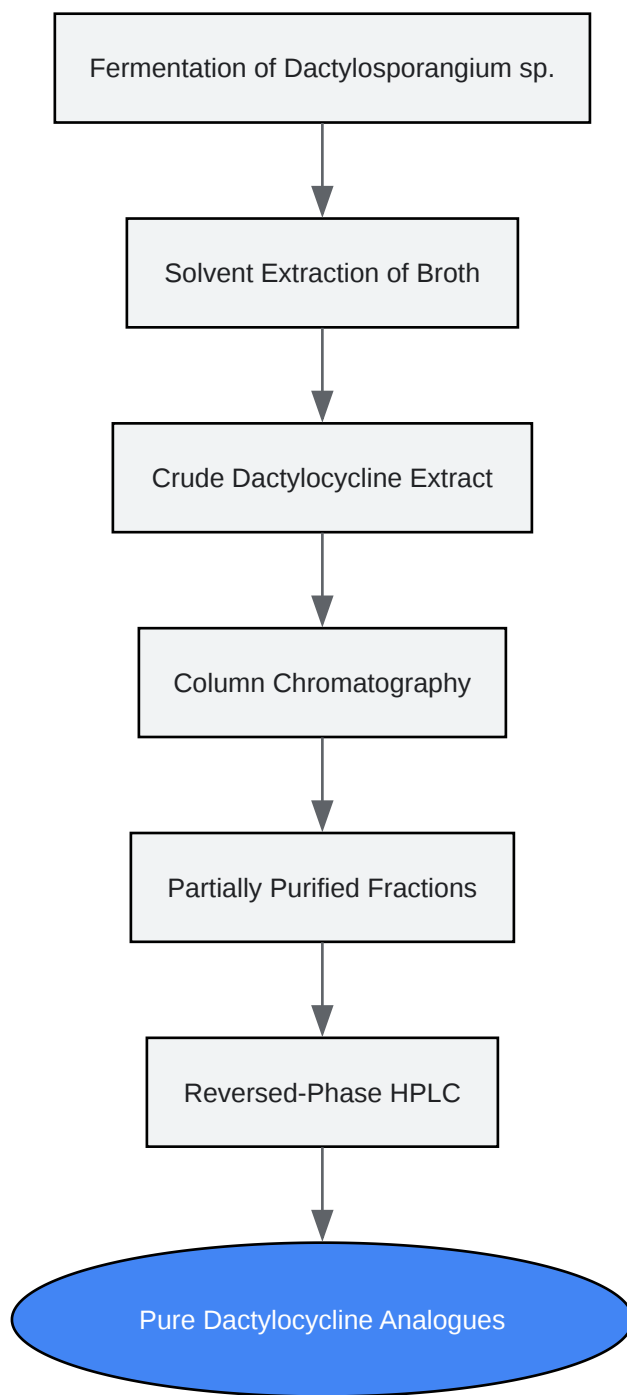 Fermentation of Dactylosporangium sp.
Solvent Extraction of Broth
Crude Dactylocycline Extract
Column Chromatography
Partially Purified Fractions
Reversed-Phase HPLC
Pure Dactylocycline Analogues